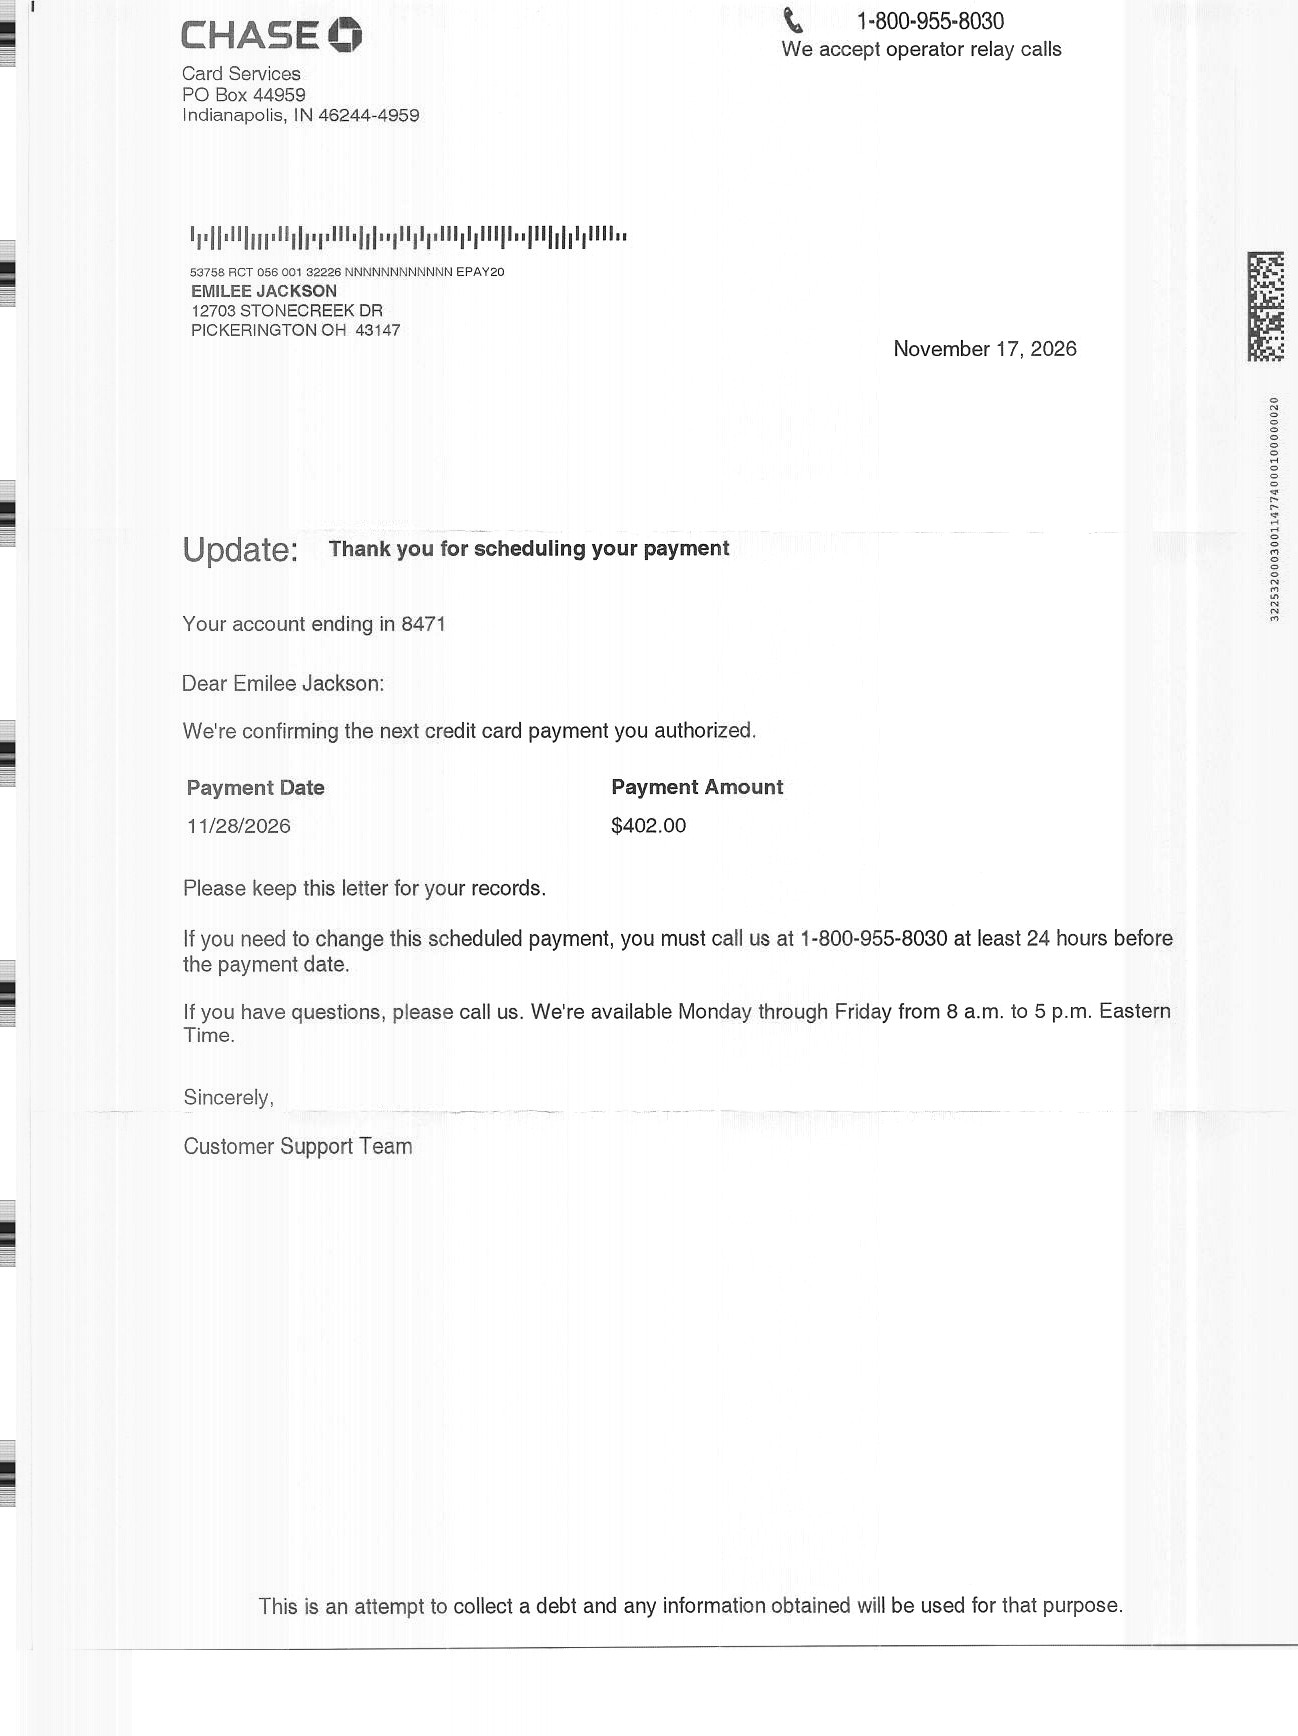 CHASE
Card Services
PO Box 44959
Indianapolis, IN 46244-4959
1-800-955-8030
We accept operator relay calls
53758 RCT 056 001 32226 NNNNNNNNNNNN EPAY20
EMILEE JACKSON
12703 STONECREEK DR
PICKERINGTON OH 43147
November 17, 2026
32253200030011477400010000000020
Update: Thank you for scheduling your payment
Your account ending in 8471
Dear Emilee Jackson:
We're confirming the next credit card payment you authorized.
Payment Date Payment Amount
11/28/2026 $402.00
Please keep this letter for your records.
If you need to change this scheduled payment, you must call us at 1-800-955-8030 at least 24 hours before
the payment date.
If you have questions, please call us. We're available Monday through Friday from 8 a.m. to 5 p.m. Eastern
Time.
Sincerely,
Customer Support Team
This is an attempt to collect a debt and any information obtained will be used for that purpose.